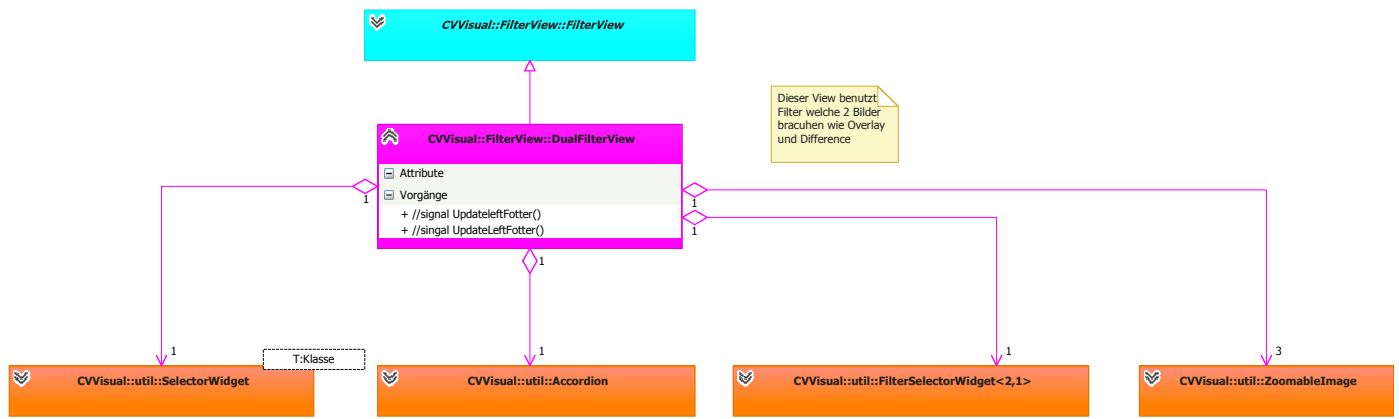 CVVisual::FilterView::FilterView
Dieser View benutzt
Filter welche 2 Bilder
bracuhen wie Overlay
und Difference
CVVisual::FilterView::DualFilterView
Attribute
Vorgänge
+ //signal UpdateleftFotter()
+ //singal UpdateLeftFotter()
1
1
1
1
1
1
1
3
T:Klasse
CVVisual::util::SelectorWidget
CVVisual::util::Accordion
CVVisual::util::FilterSelectorWidget<2,1>
CVVisual::util::ZoomableImage